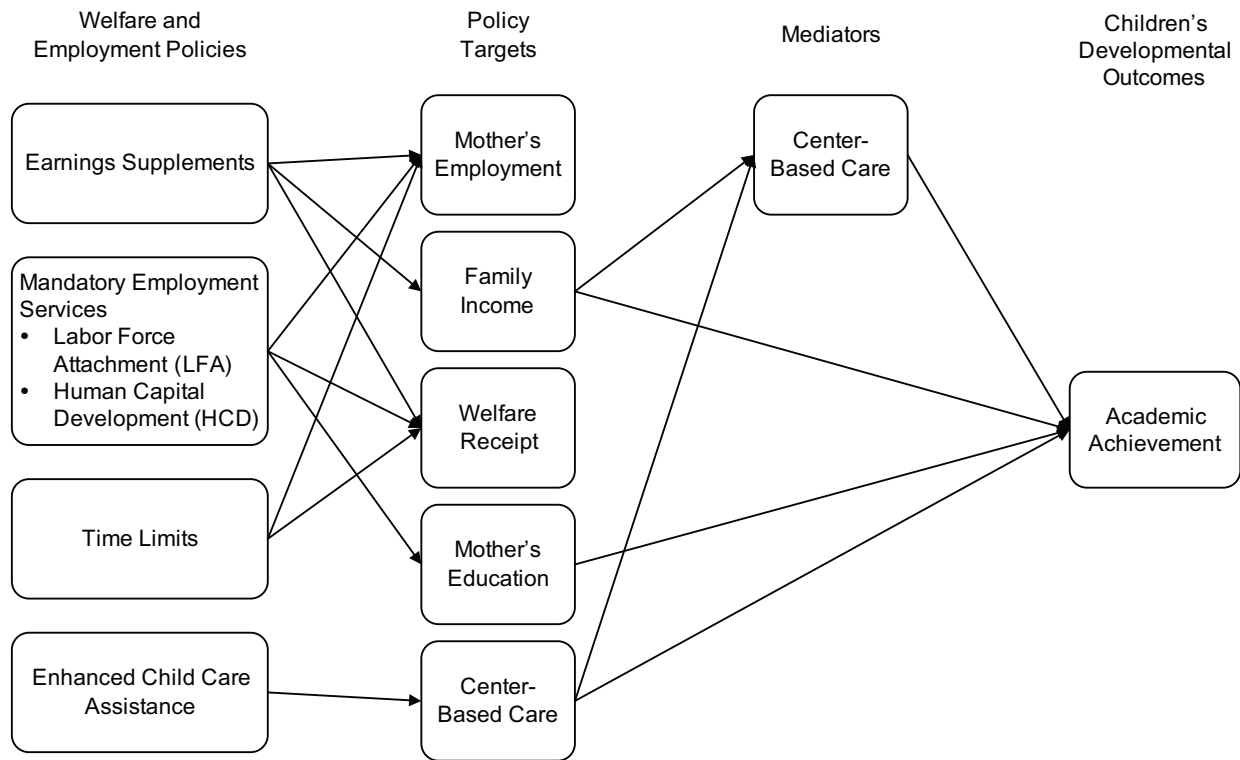 Welfare and
Employment Policies
Policy
Targets
Mediators
Children’s
Developmental
Outcomes
Earnings Supplements
Mandatory Employment
Services
• Labor Force
Attachment (LFA)
• Human Capital
Development (HCD)
Time Limits
Enhanced Child Care
Assistance
Mother’s
Employment
Family
Income
Welfare
Receipt
Mother’s
Education
Center-
Based Care
Center-
Based Care
Academic
Achievement